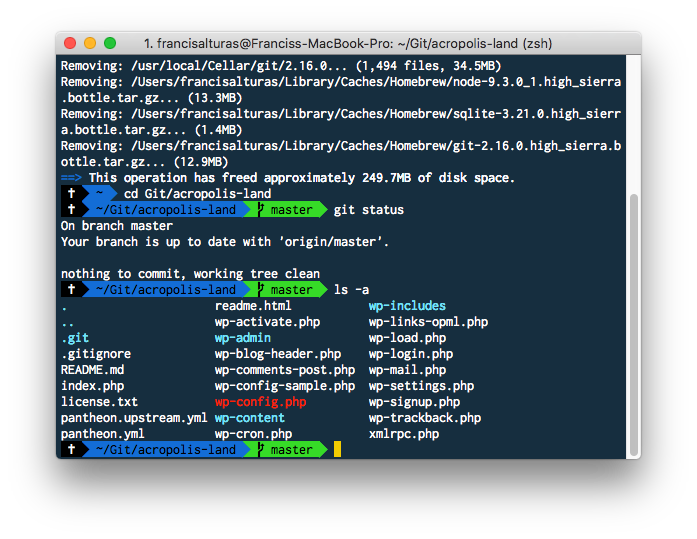 1. francisalturas@Franciss-MacBook-Pro: ~/Git/acropolis-land (zsh)
Removing: /usr/local/Cellar/git/2.16.0... (1,494 files, 34.5MB)
Removing: /Users/francisalturas/Library/Caches/Homebrew/node-9.3.0_1.high_sierra
.bottle.tar.gz... (13.3MB)
Removing: /Users/francisalturas/Library/Caches/Homebrew/sqlite-3.21.0.high_sierr
a.bottle.tar.gz... (1.4MB)
Removing: /Users/francisalturas/Library/Caches/Homebrew/git-2.16.0.high_sierra.b
ottle.tar.gz... (12.9MB)
==> This operation has freed approximately 249.7MB of disk space.
✝ ~ cd Git/acropolis-land
✝ ~/Git/acropolis-land master git status
On branch master
Your branch is up to date with 'origin/master'.
nothing to commit, working tree clean
✝ ~/Git/acropolis-land master ls -a
. readme.html wp-includes
.. wp-activate.php wp-links-opml.php
.git wp-admin wp-load.php
.gitignore wp-blog-header.php wp-login.php
README.md wp-comments-post.php wp-mail.php
index.php wp-config-sample.php wp-settings.php
license.txt wp-config.php wp-signup.php
pantheon.upstream.yml wp-content wp-trackback.php
pantheon.yml wp-cron.php xmlrpc.php
✝ ~/Git/acropolis-land master